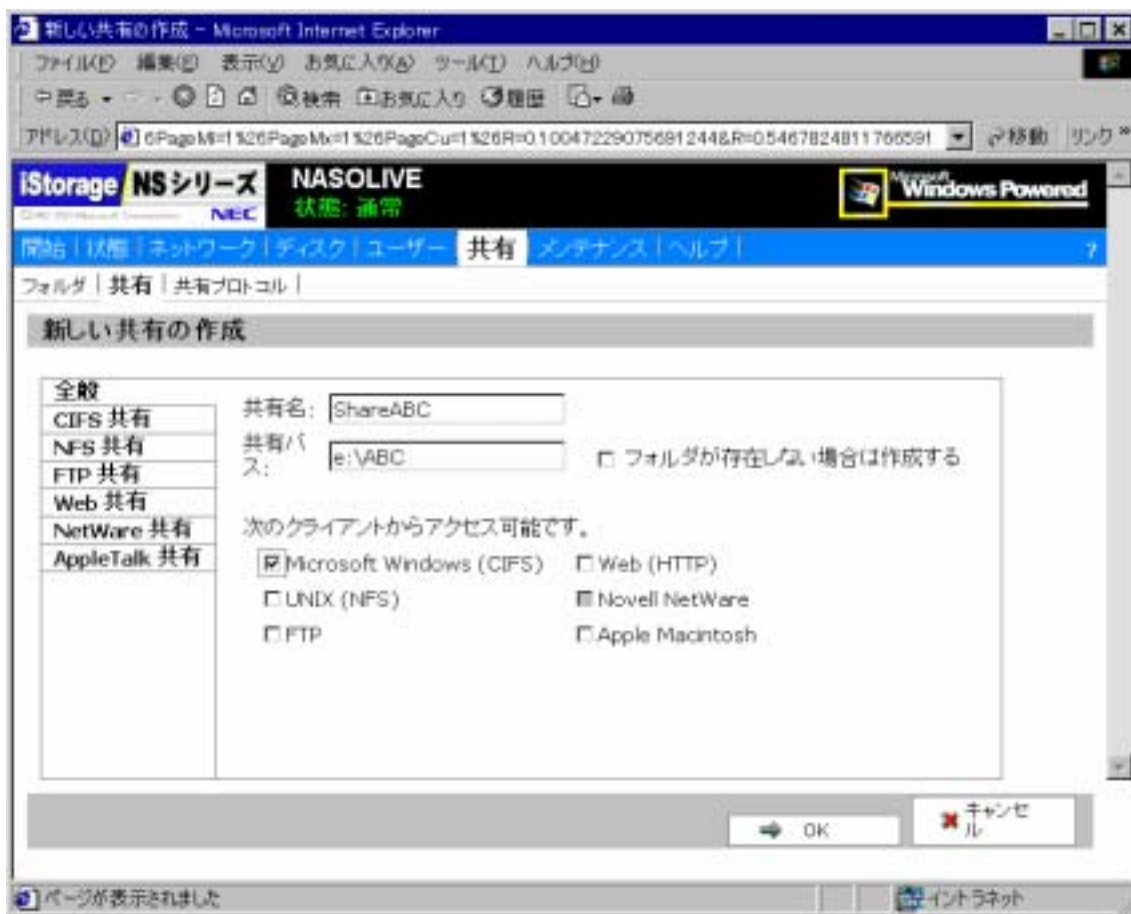 新しい共有の作成 - Microsoft Internet Explorer
ファイル(F) 編集(E) 表示(V) お気に入り(A) ツール(T) ヘルプ(H)
戻る 検索 お気に入り 履歴
アドレス(D) 6PageMi=1%26PageMx=1%26PageCu=1%26R=0.10047229075691244&R=0.5467824811766591 移動 リンク »
iStorage NSシリーズ NEC
NASOLIVE
状態: 通常
Microsoft Windows Powered
開始 | 状態 | ネットワーク | ディスク | ユーザー | 共有 | メンテナンス | ヘルプ | ?
フォルダ | 共有 | 共有プロトコル |
新しい共有の作成
全般
CIFS 共有
NFS 共有
FTP 共有
Web 共有
NetWare 共有
AppleTalk 共有
共有名: ShareABC
共有パス: e:\ABC フォルダが存在しない場合は作成する
次のクライアントからアクセス可能です。
Microsoft Windows (CIFS) Web (HTTP)
UNIX (NFS) Novell NetWare
FTP Apple Macintosh
OK キャンセル
ページが表示されました イントラネット